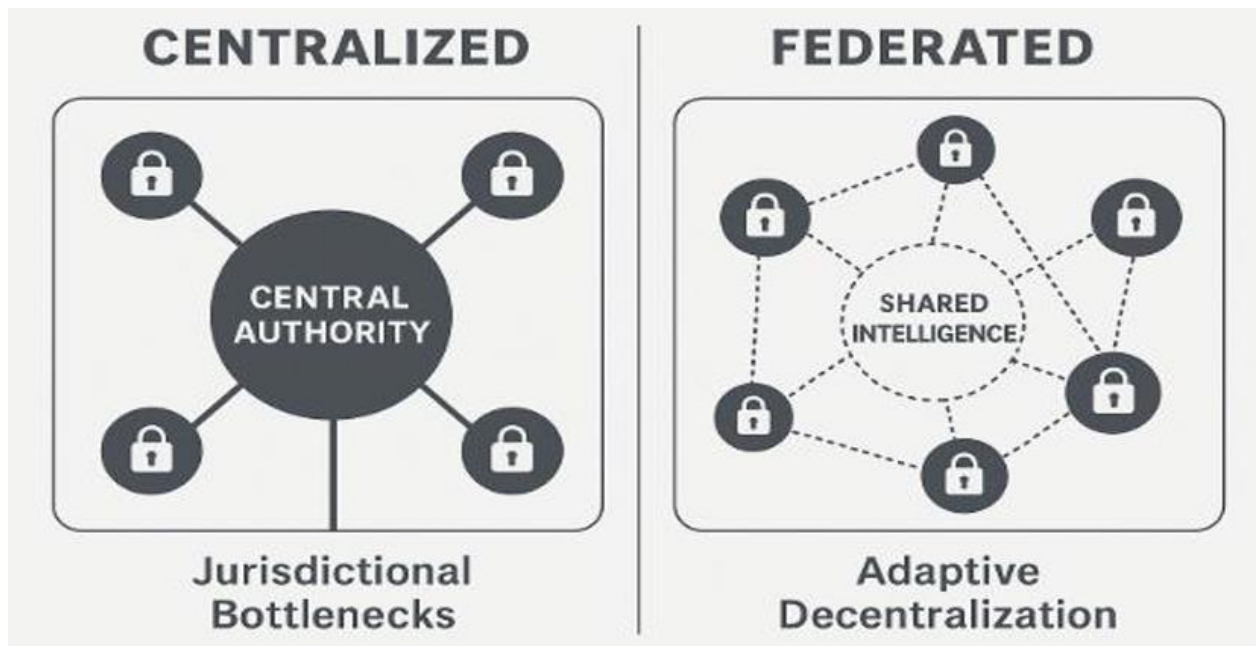 CENTRALIZED
CENTRAL
AUTHORITY
Jurisdictional
Bottlenecks
FEDERATED
SHARED
INTELLIGENCE
Adaptive
Decentralization